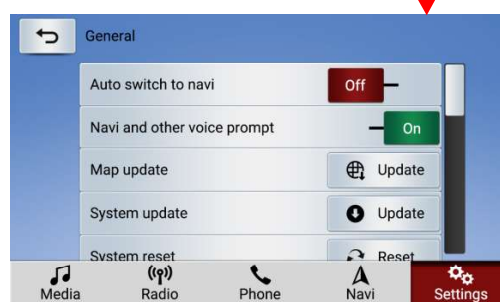 General
Auto switch to navi Off
Navi and other voice prompt On
Map update Update
System update Update
System reset Reset
Media Radio Phone Navi Settings